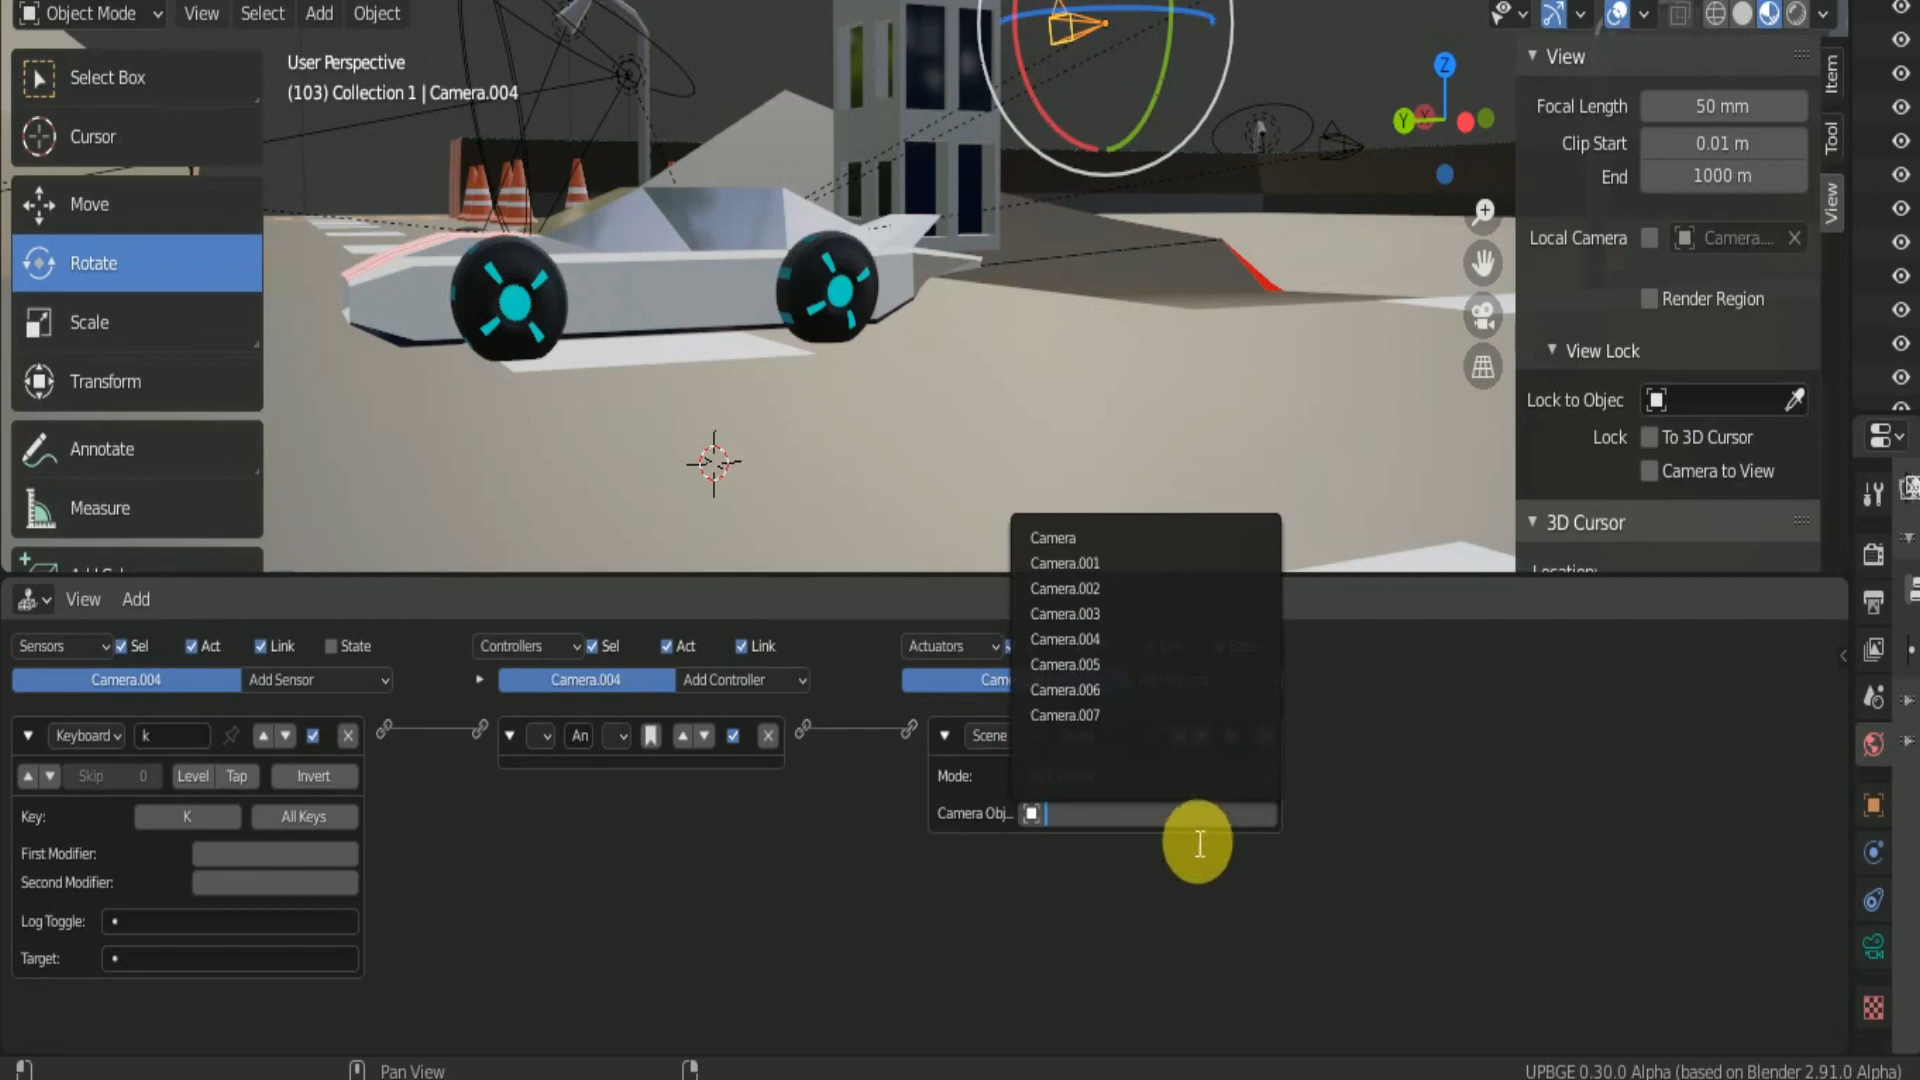 Object Mode View Select Add Object
Select Box
Cursor
Move
Rotate
Scale
Transform
Annotate
Measure
User Perspective
(103) Collection 1 | Camera.004
Z
Y
View
Focal Length 50 mm
Clip Start 0.01 m
End 1000 m
Local Camera Camera....
Render Region
View Lock
Lock to Objec
Lock To 3D Cursor
Camera to View
3D Cursor
Item
Tool
View
View Add
Sensors Sel Act Link State
Camera.004 Add Sensor
Keyboard k
Skip 0 Level Tap Invert
Key: K All Keys
First Modifier:
Second Modifier:
Log Toggle:
Target:
Controllers Sel Act Link
Camera.004 Add Controller
An
Actuators
Cam
Scene
Mode:
Camera Obj...
Camera
Camera.001
Camera.002
Camera.003
Camera.004
Camera.005
Camera.006
Camera.007
Pan View
UPBGE 0.30.0 Alpha (based on Blender 2.91.0 Alpha)